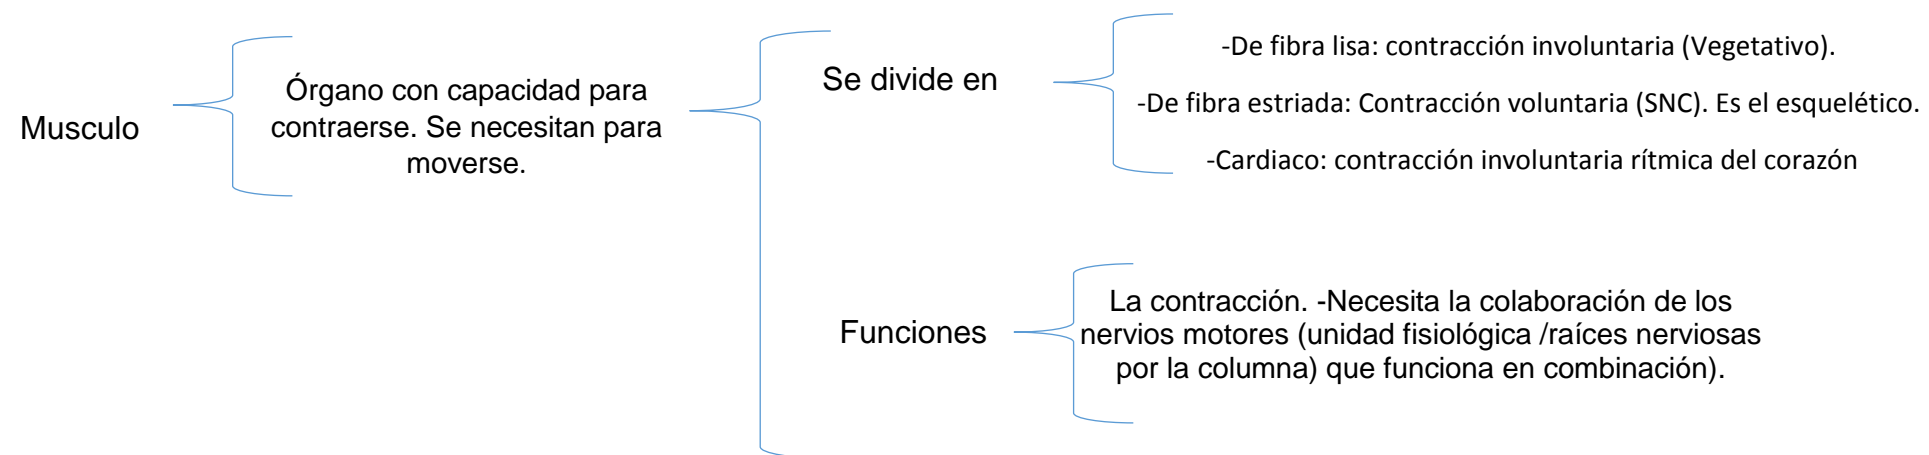 Musculo
Órgano con capacidad para
contraerse. Se necesitan para
moverse.
Se divide en
-De fibra lisa: contracción involuntaria (Vegetativo).
-De fibra estriada: Contracción voluntaria (SNC). Es el esquelético.
-Cardiaco: contracción involuntaria rítmica del corazón
Funciones
La contracción. -Necesita la colaboración de los
nervios motores (unidad fisiológica /raíces nerviosas
por la columna) que funciona en combinación).